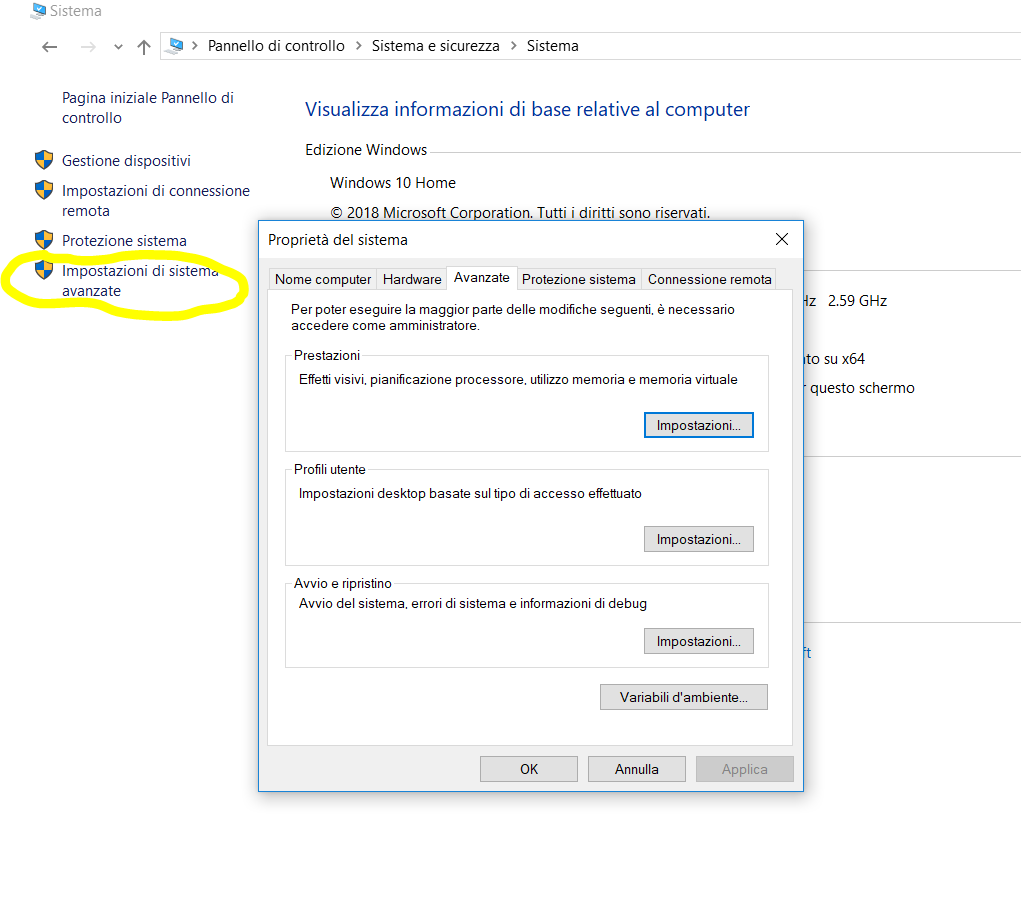 Sistema
Pannello di controllo > Sistema e sicurezza > Sistema
Pagina iniziale Pannello di
controllo
Gestione dispositivi
Impostazioni di connessione
remota
Protezione sistema
Impostazioni di sistema
avanzate
Visualizza informazioni di base relative al computer
Edizione Windows
Windows 10 Home
© 2018 Microsoft Corporation. Tutti i diritti sono riservati.
Hz 2.59 GHz
to su x64
r questo schermo
ft
Proprietà del sistema
Nome computer
Hardware
Avanzate
Protezione sistema
Connessione remota
Per poter eseguire la maggior parte delle modifiche seguenti, è necessario
accedere come amministratore.
Prestazioni
Effetti visivi, pianificazione processore, utilizzo memoria e memoria virtuale
Impostazioni...
Profili utente
Impostazioni desktop basate sul tipo di accesso effettuato
Impostazioni...
Avvio e ripristino
Avvio del sistema, errori di sistema e informazioni di debug
Impostazioni...
Variabili d'ambiente...
OK
Annulla
Applica